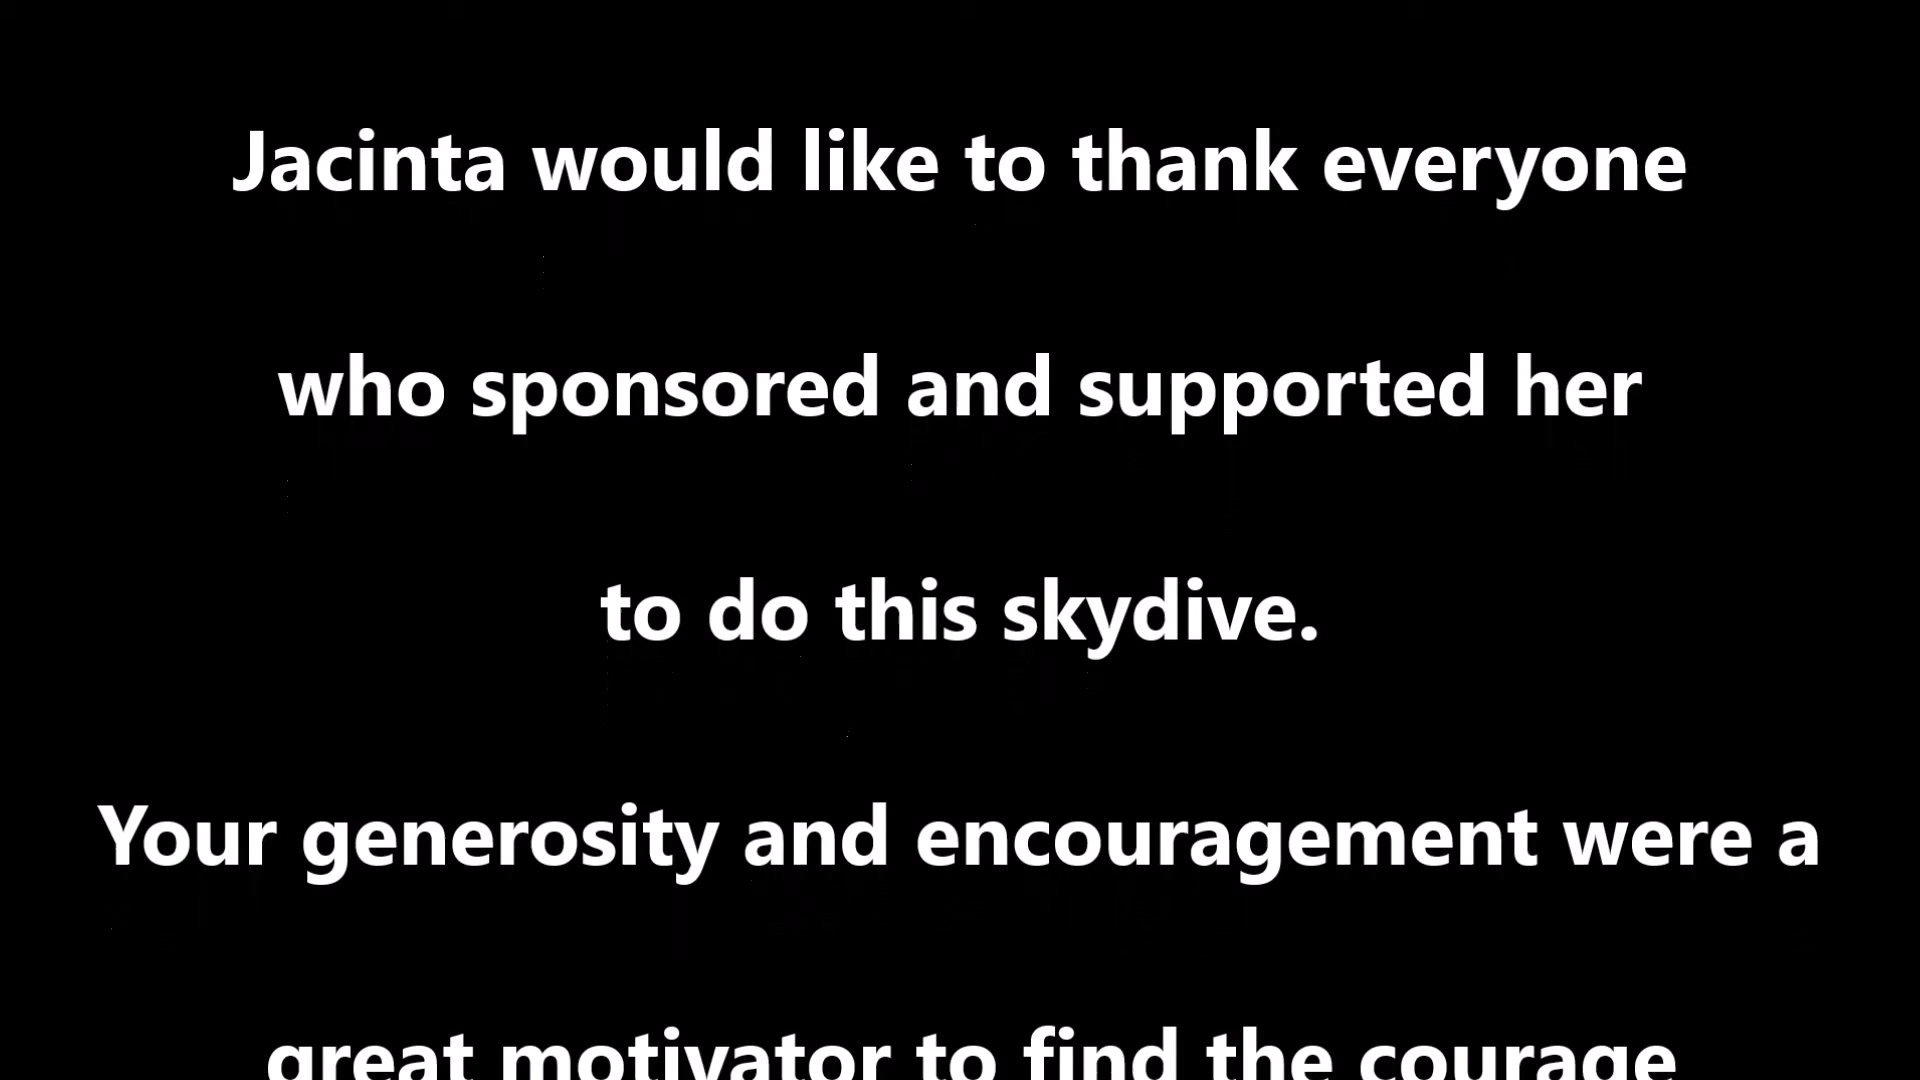 Jacinta would like to thank everyone
who sponsored and supported her
to do this skydive.
Your generosity and encouragement were a
great motivator to find the courage